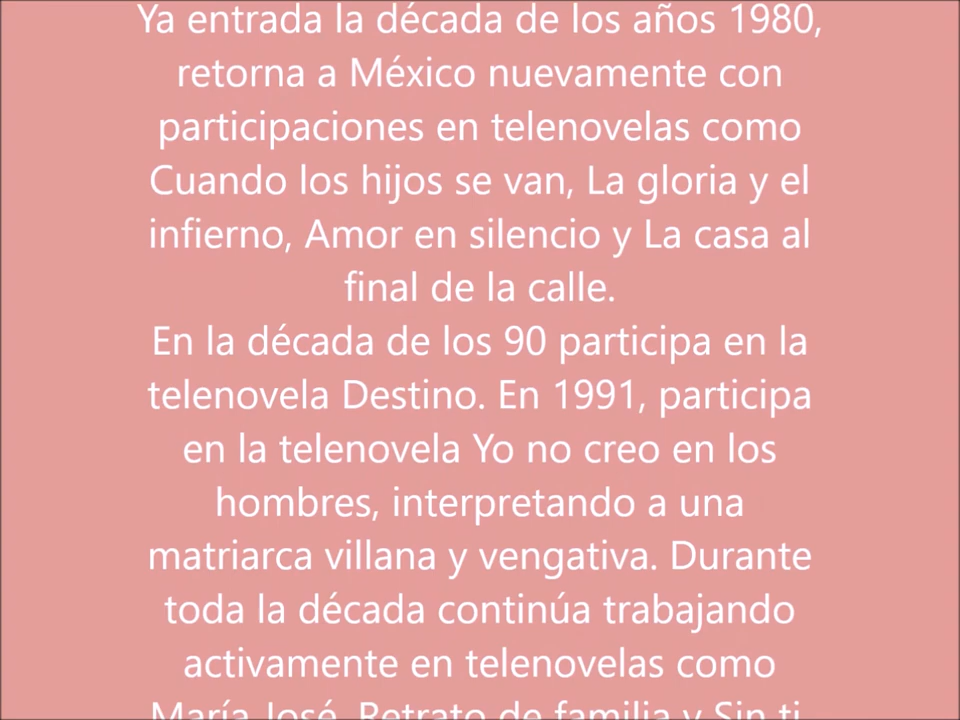 Ya entrada la década de los años 1980,
retorna a México nuevamente con
participaciones en telenovelas como
Cuando los hijos se van, La gloria y el
infierno, Amor en silencio y La casa al
final de la calle.
En la década de los 90 participa en la
telenovela Destino. En 1991, participa
en la telenovela Yo no creo en los
hombres, interpretando a una
matriarca villana y vengativa. Durante
toda la década continúa trabajando
activamente en telenovelas como
María José, Retrato de familia y Sin ti.